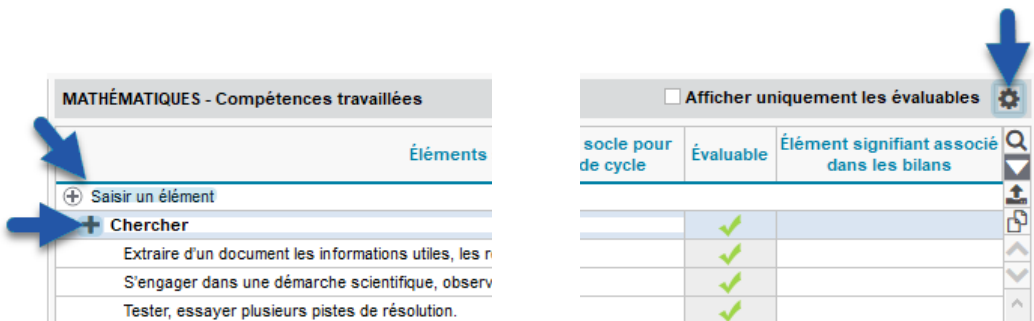 MATHÉMATIQUES - Compétences travaillées
Afficher uniquement les évaluables
Éléments
socle pour
de cycle
Évaluable
Élément signifiant associé
dans les bilans
Saisir un élément
Chercher
Extraire d'un document les informations utiles, les
S'engager dans une démarche scientifique, observ
Tester, essayer plusieurs pistes de résolution.